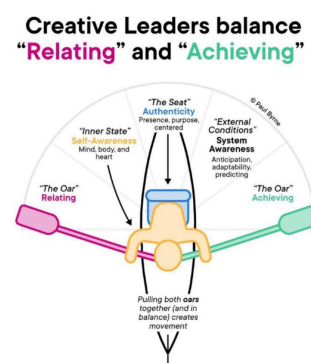 Creative Leaders balance
“Relating” and “Achieving”
© Paul Byrne
“The Seat”
Authenticity
Presence, purpose,
centered
“Inner State”
Self-Awareness
Mind, body, and
heart
“External
Conditions”
System
Awareness
Anticipation,
adaptability,
predicting
“The Oar”
Relating
“The Oar”
Achieving
Pulling both oars
together (and in
balance) creates
movement